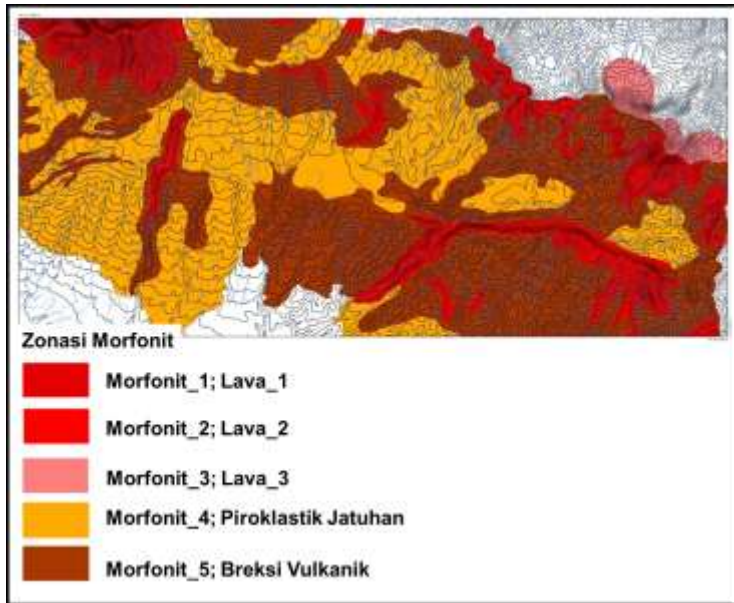 Zonasi Morfonit
Morfonit_1; Lava_1
Morfonit_2; Lava_2
Morfonit_3; Lava_3
Morfonit_4; Piroklastik Jatuhan
Morfonit_5; Breksi Vulkanik